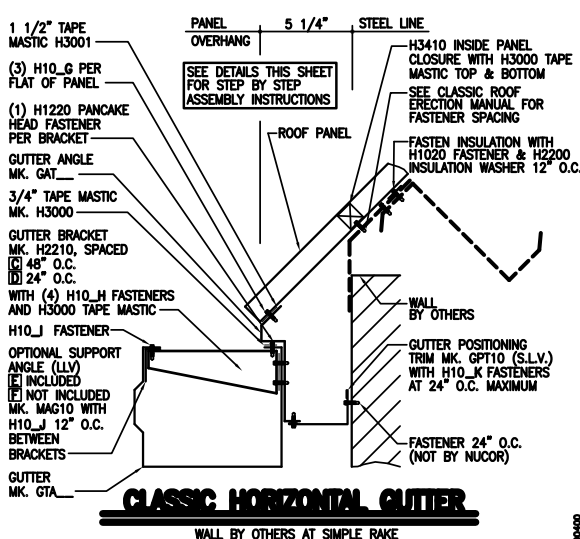 1 1/2" TAPE
MASTIC H3001
(3) H10_G PER
FLAT OF PANEL
(1) H1220 PANCAKE
HEAD FASTENER
PER BRACKET
GUTTER ANGLE
MK. GAT__
3/4" TAPE MASTIC
MK. H3000
GUTTER BRACKET
MK. H2210, SPACED
C 48" O.C.
D 24" O.C.
WITH (4) H10_H FASTENERS
AND H3000 TAPE MASTIC
H10_I FASTENER
OPTIONAL SUPPORT
ANGLE (LLV)
E INCLUDED
F NOT INCLUDED
MK. MAG10 WITH
H10_J 12" O.C.
BETWEEN
BRACKETS
GUTTER
MK. GTA__
PANEL
OVERHANG
5 1/4"
STEEL LINE
SEE DETAILS THIS SHEET
FOR STEP BY STEP
ASSEMBLY INSTRUCTIONS
ROOF PANEL
H3410 INSIDE PANEL
CLOSURE WITH H3000 TAPE
MASTIC TOP & BOTTOM
SEE CLASSIC ROOF
ERECTION MANUAL FOR
FASTENER SPACING
FASTEN INSULATION WITH
H1020 FASTENER & H2200
INSULATION WASHER 12" O.C.
WALL
BY OTHERS
GUTTER POSITIONING
TRIM MK. GPT10 (S.L.V.)
WITH H10_K FASTENERS
AT 24" O.C. MAXIMUM
FASTENER 24" O.C.
(NOT BY NUCOR)
CLASSIC HORIZONTAL GUTTER
WALL BY OTHERS AT SIMPLE RAKE